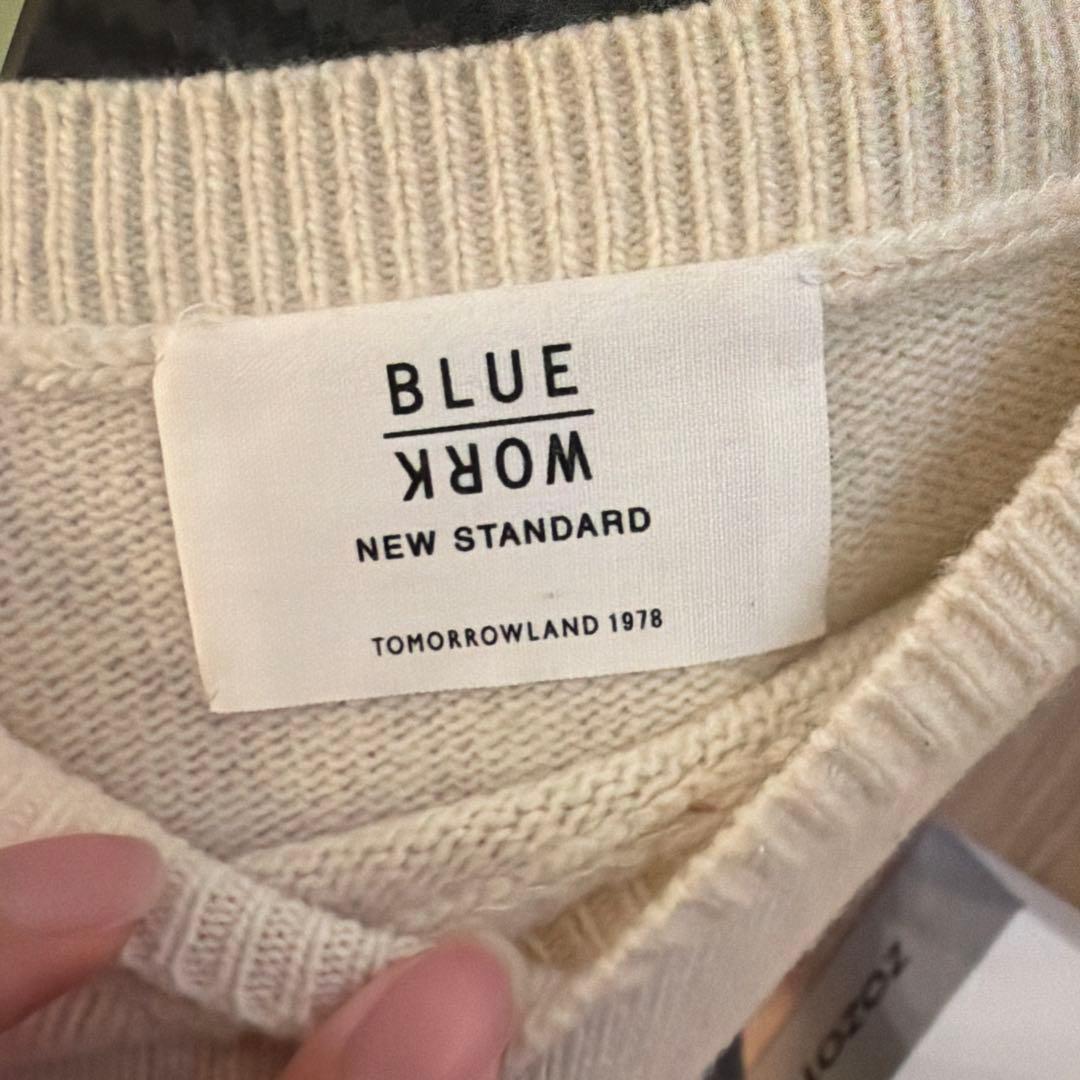 BLUE
WORK
NEW STANDARD
TOMORROWLAND 1978